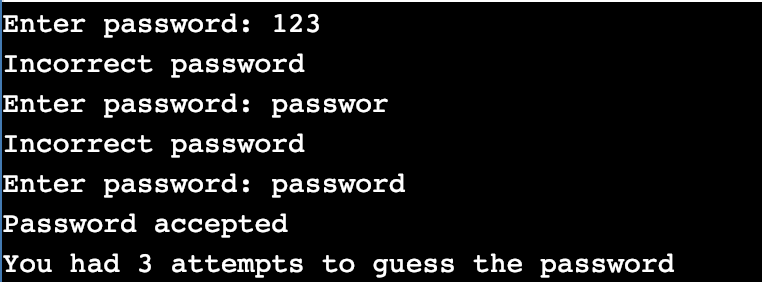 Enter password: 123
Incorrect password
Enter password: passwor
Incorrect password
Enter password: password
Password accepted
You had 3 attempts to guess the password